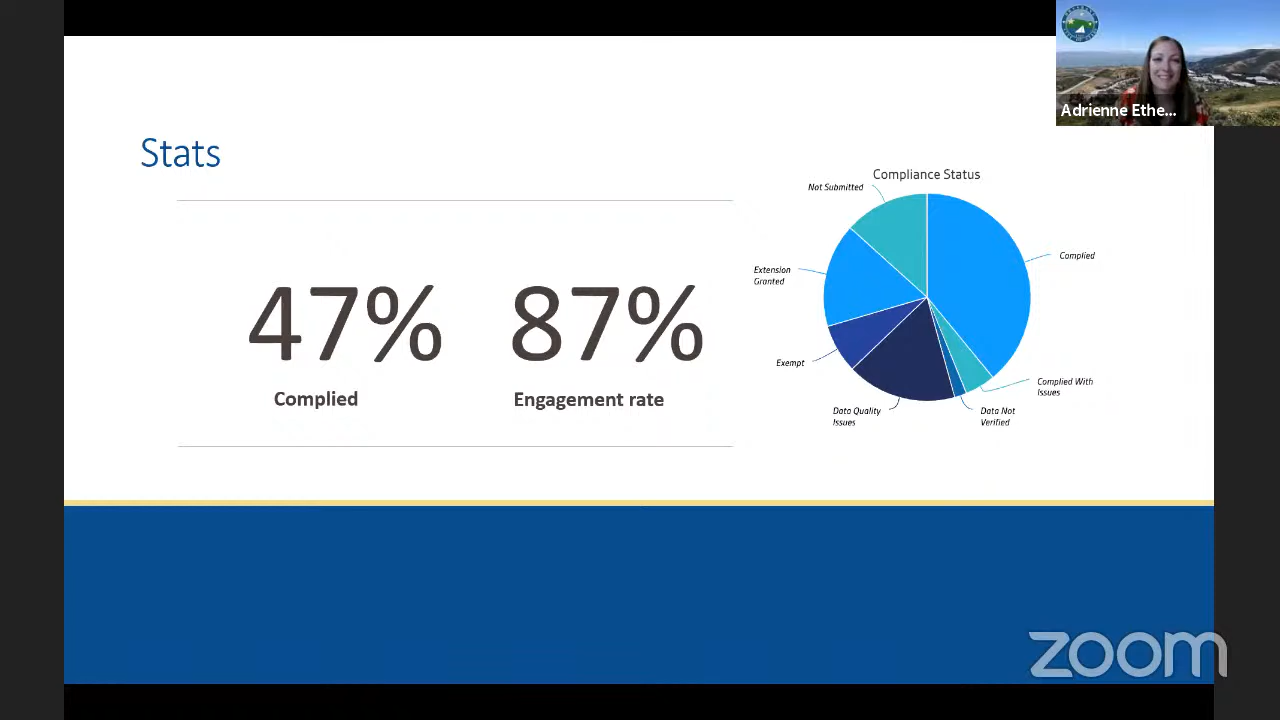 Adrienne Ethe...
Stats
47%
Complied
87%
Engagement rate
Compliance Status
Not Submitted
Complied
Extension
Granted
Exempt
Complied With
Issues
Data Quality
Issues
Data Not
Verified
zoom